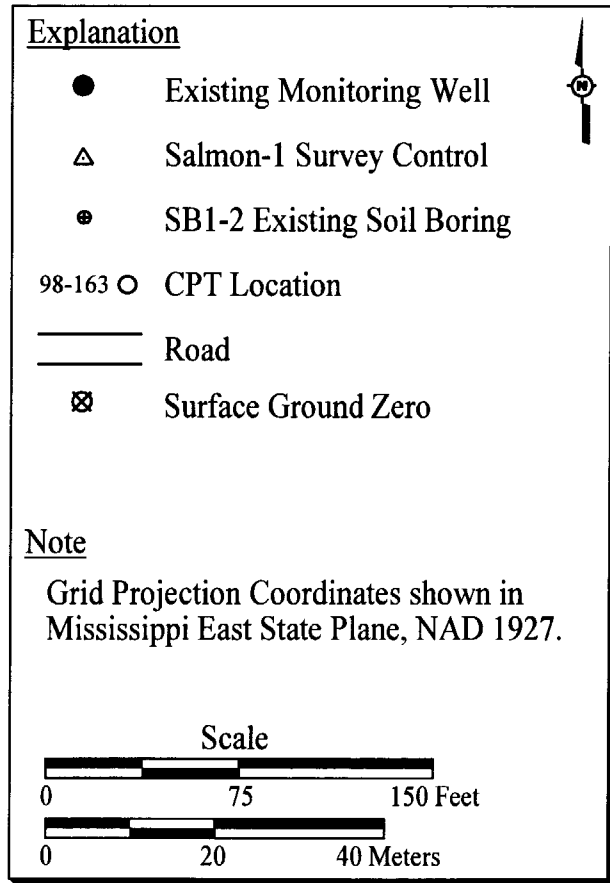 Explanation
N
Existing Monitoring Well
Salmon-1 Survey Control
SB1-2 Existing Soil Boring
98-163 CPT Location
Road
Surface Ground Zero
Note
Grid Projection Coordinates shown in
Mississippi East State Plane, NAD 1927.
Scale
0 75 150 Feet
0 20 40 Meters